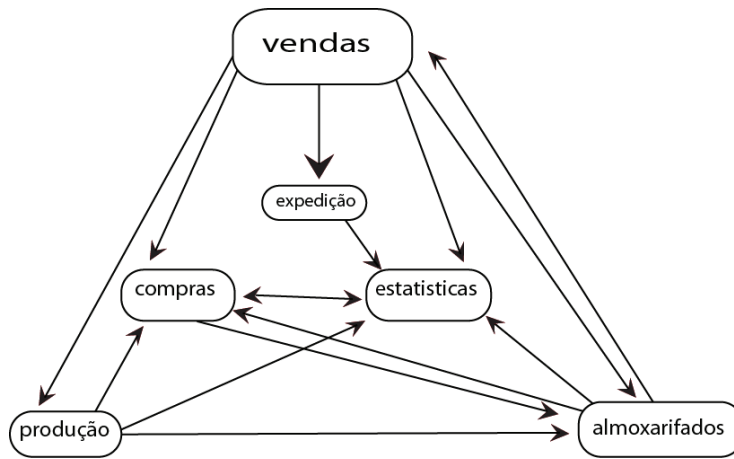 vendas
expedição
compras
estatisticas
produção
almoxarifados